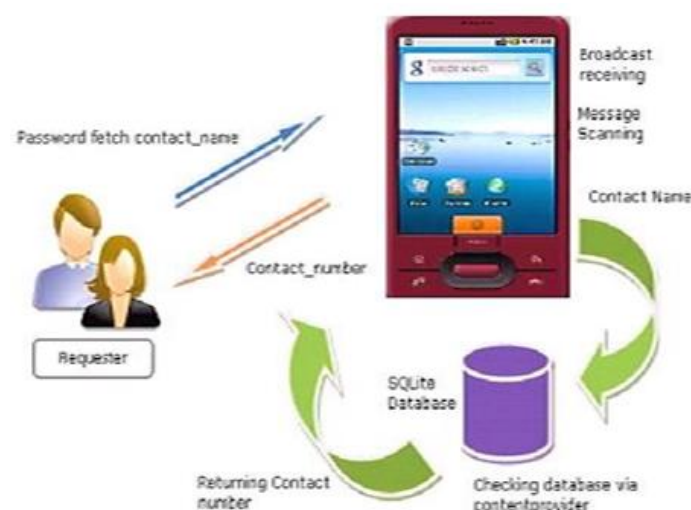 Broadcast
receiving
Password fetch contact_name
Message
Scanning
Contact Name
Contact_number
Requester
SQLite
Database
Returning Contact
number
Checking database via
contentprovider